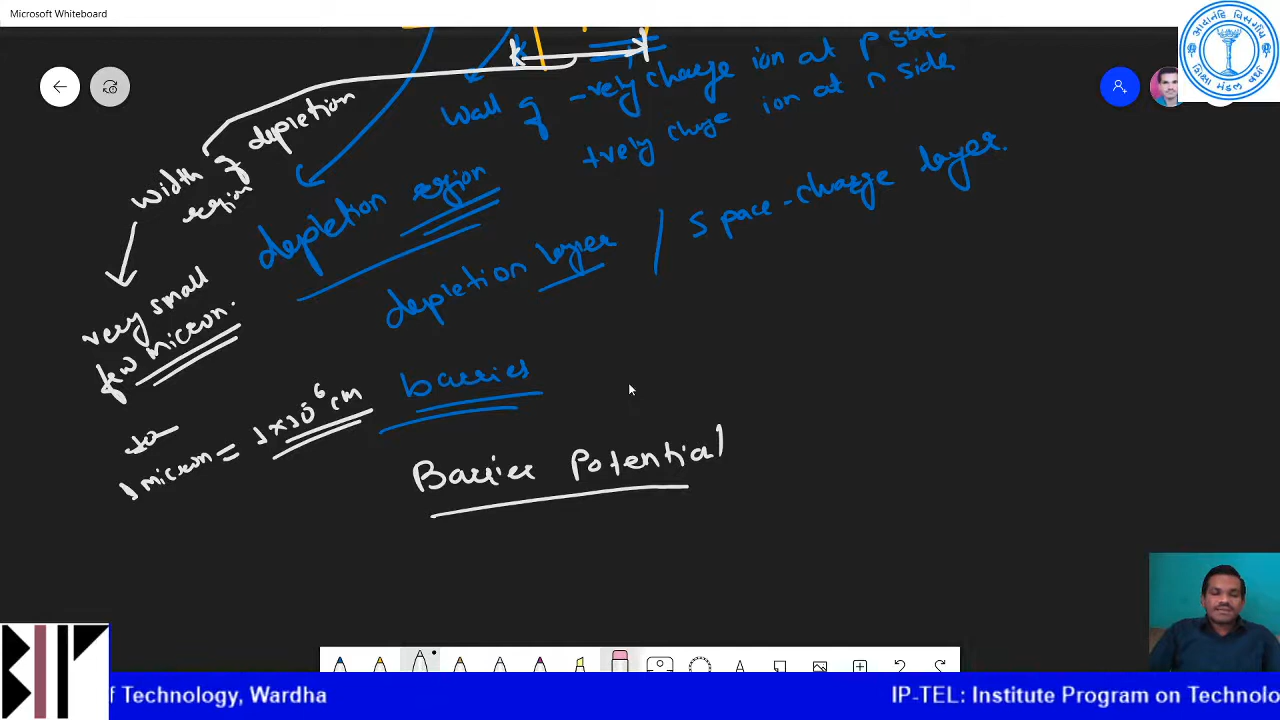 Microsoft Whiteboard
Wall of -vely charge ion at P side
+vely charge ion at n side
width of depletion
region
depletion region
depletion layer / Space-charge layer.
very small
few micron.
barrier
1 micron = 1×10⁻⁶ cm
Barrier Potential
of Technology, Wardha
IP-TEL: Institute Program on Technolo